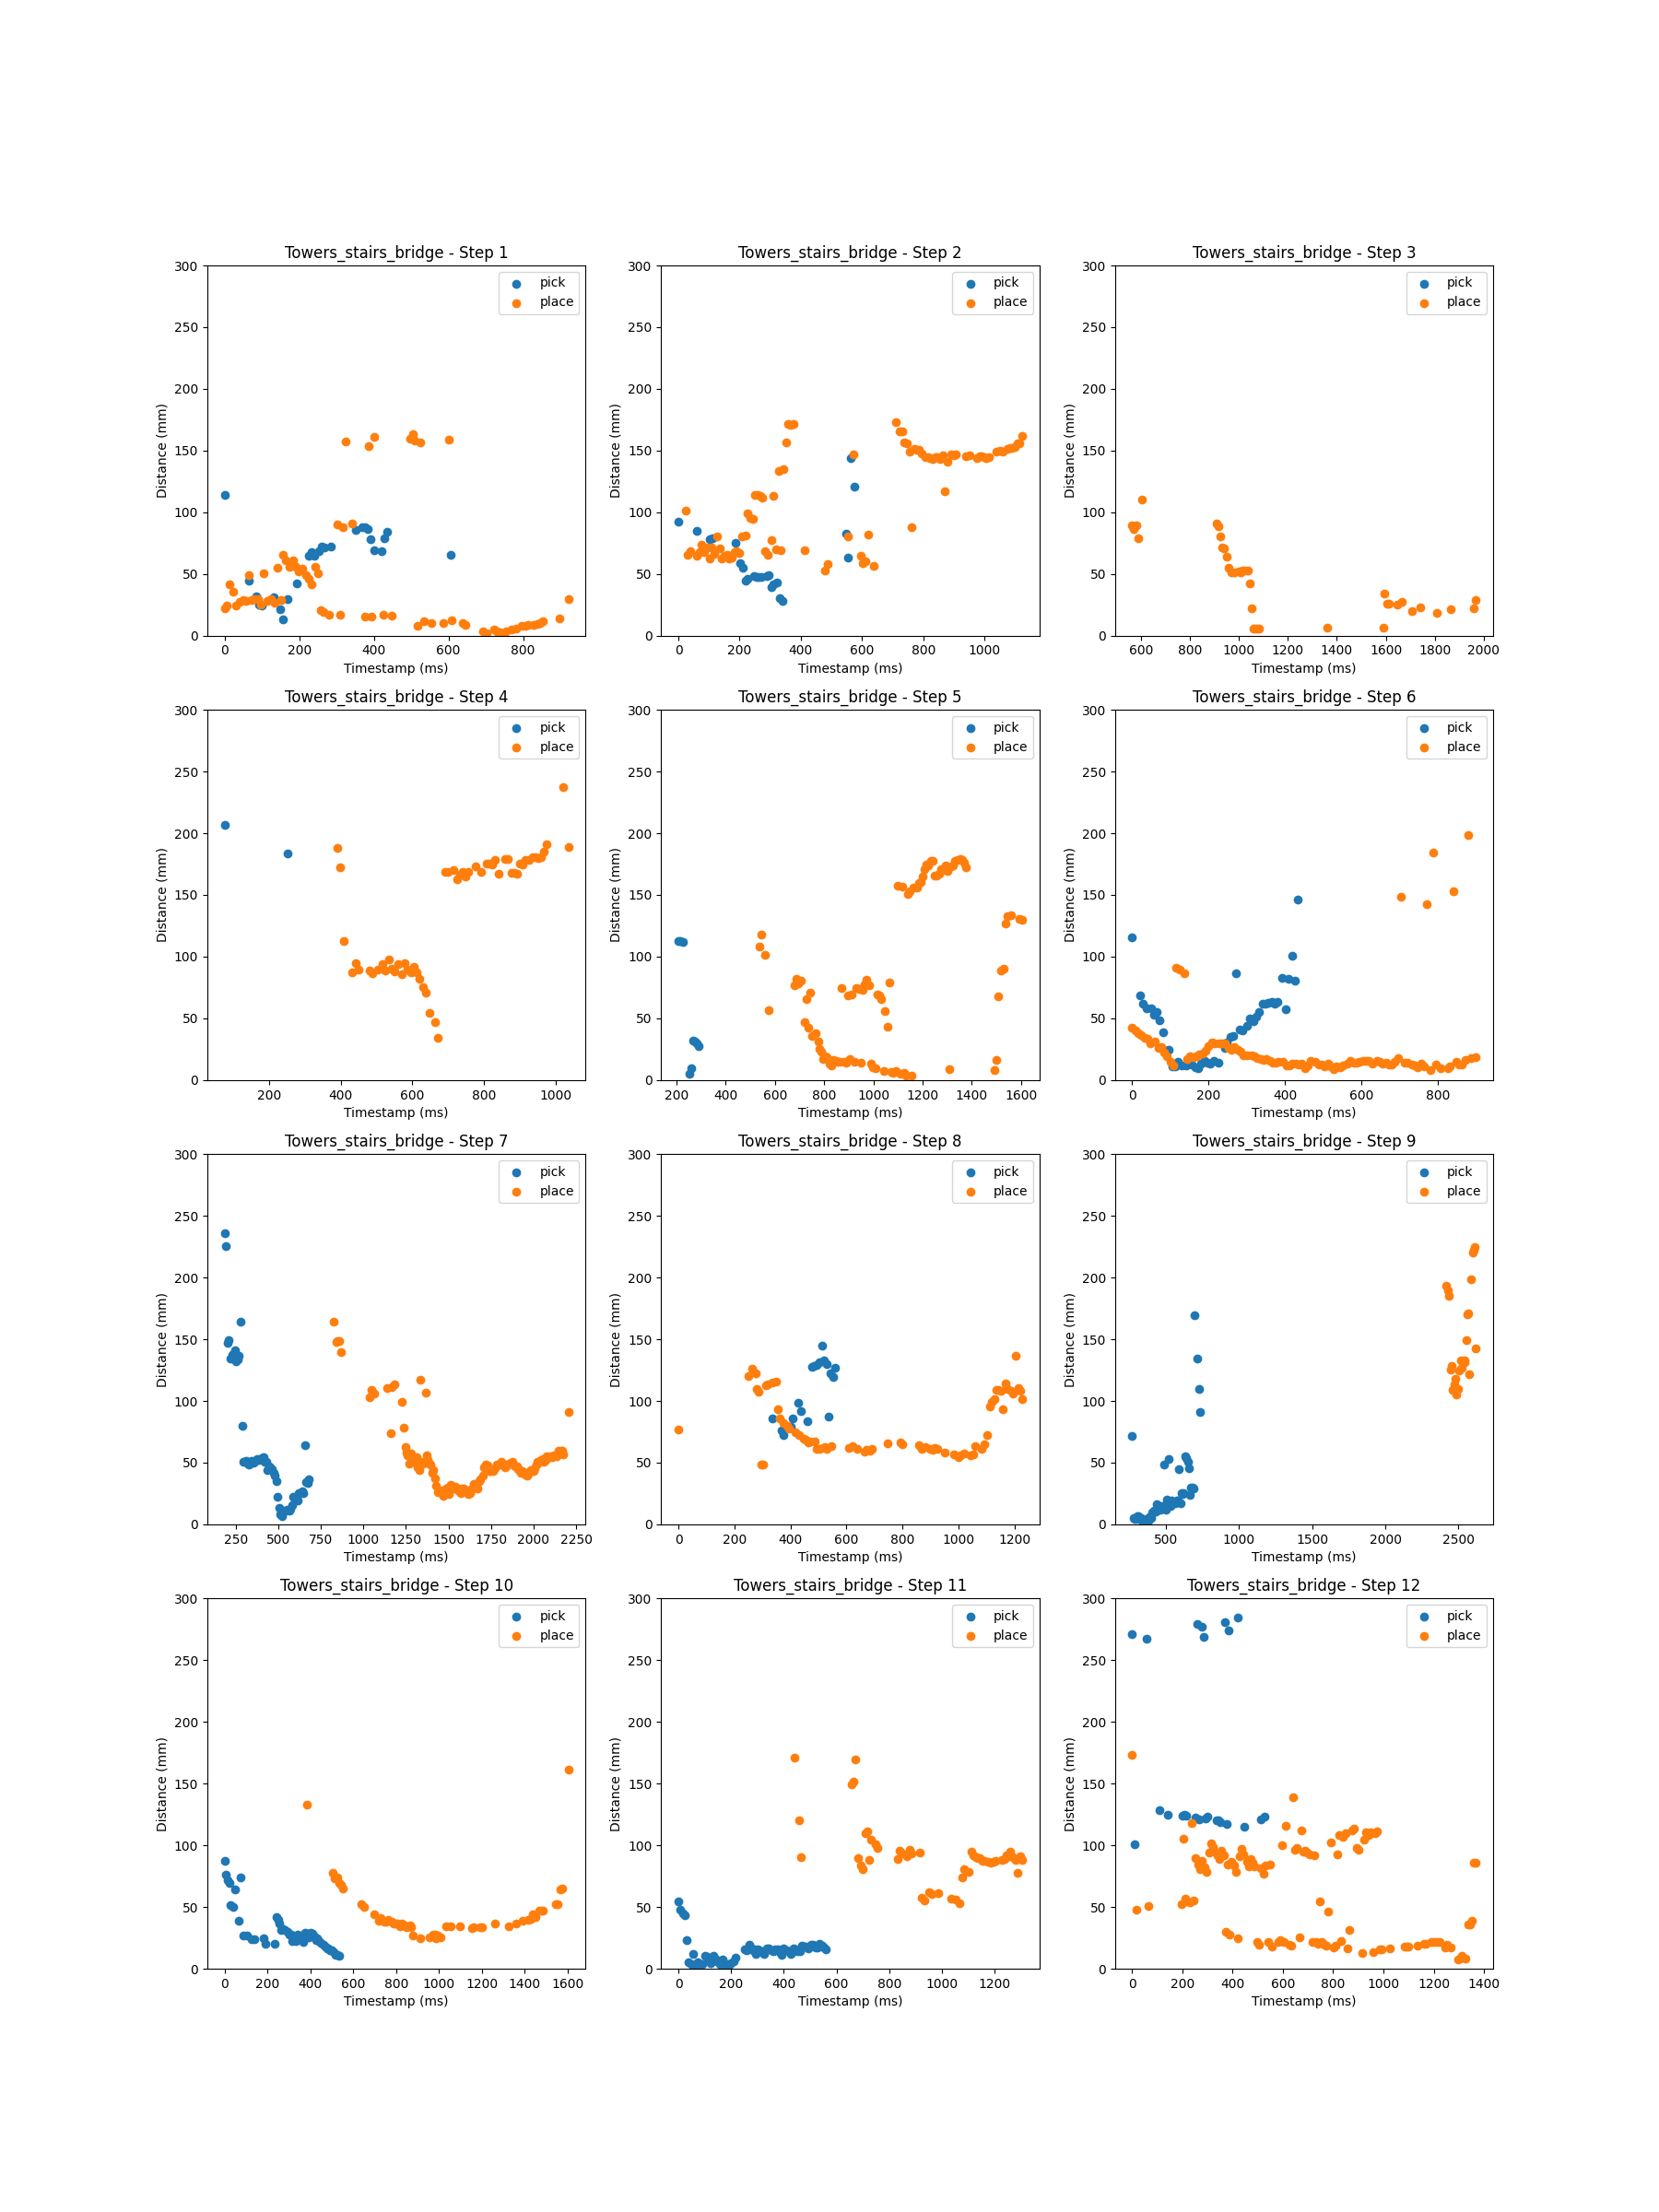 Towers_stairs_bridge - Step 1
300
250
200
150
100
50
0
Distance (mm)
0 200 400 600 800
Timestamp (ms)
pick
place
Towers_stairs_bridge - Step 2
300
250
200
150
100
50
0
Distance (mm)
0 200 400 600 800 1000
Timestamp (ms)
pick
place
Towers_stairs_bridge - Step 3
300
250
200
150
100
50
0
Distance (mm)
600 800 1000 1200 1400 1600 1800 2000
Timestamp (ms)
pick
place
Towers_stairs_bridge - Step 4
300
250
200
150
100
50
0
Distance (mm)
200 400 600 800 1000
Timestamp (ms)
pick
place
Towers_stairs_bridge - Step 5
300
250
200
150
100
50
0
Distance (mm)
200 400 600 800 1000 1200 1400 1600
Timestamp (ms)
pick
place
Towers_stairs_bridge - Step 6
300
250
200
150
100
50
0
Distance (mm)
0 200 400 600 800
Timestamp (ms)
pick
place
Towers_stairs_bridge - Step 7
300
250
200
150
100
50
0
Distance (mm)
250 500 750 1000 1250 1500 1750 2000 2250
Timestamp (ms)
pick
place
Towers_stairs_bridge - Step 8
300
250
200
150
100
50
0
Distance (mm)
0 200 400 600 800 1000 1200
Timestamp (ms)
pick
place
Towers_stairs_bridge - Step 9
300
250
200
150
100
50
0
Distance (mm)
500 1000 1500 2000 2500
Timestamp (ms)
pick
place
Towers_stairs_bridge - Step 10
300
250
200
150
100
50
0
Distance (mm)
0 200 400 600 800 1000 1200 1400 1600
Timestamp (ms)
pick
place
Towers_stairs_bridge - Step 11
300
250
200
150
100
50
0
Distance (mm)
0 200 400 600 800 1000 1200
Timestamp (ms)
pick
place
Towers_stairs_bridge - Step 12
300
250
200
150
100
50
0
Distance (mm)
0 200 400 600 800 1000 1200 1400
Timestamp (ms)
pick
place